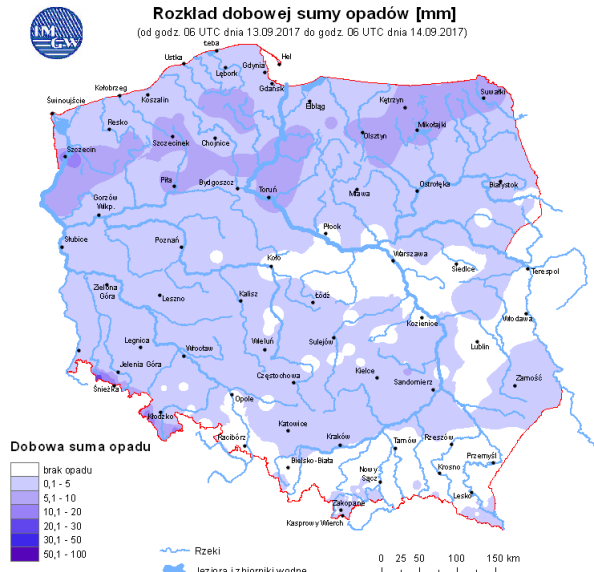 Rozkład dobowej sumy opadów [mm]
(od godz. 06 UTC dnia 13.09.2017 do godz. 06 UTC dnia 14.09.2017)
IM
GW
Łeba
Ustka
Hel
Gdynia
Lębork
Gdańsk
Kołobrzeg
Koszalin
Elbląg
Kętrzyn
Suwałki
Świnoujście
Resko
Szczecinek
Chojnice
Olsztyn
Mikołajki
Szczecin
Piła
Bydgoszcz
Toruń
Mława
Ostrołęka
Białystok
Gorzów
Wlkp.
Płock
Słubice
Poznań
Koło
Warszawa
Siedlce
Terespol
Zielona
Góra
Leszno
Kalisz
Łódź
Kozienice
Włodawa
Legnica
Wrocław
Wieluń
Sulejów
Lublin
Jelenia Góra
Śnieżka
Częstochowa
Kielce
Sandomierz
Zamość
Opole
Kłodzko
Katowice
Racibórz
Kraków
Tarnów
Rzeszów
Przemyśl
Bielsko-Biała
Nowy
Sącz
Krosno
Lesko
Zakopane
Kasprowy Wierch
Dobowa suma opadu
brak opadu
0,1 - 5
5,1 - 10
10,1 - 20
20,1 - 30
30,1 - 50
50,1 - 100
Rzeki
Jeziora i zbiorniki wodne
0 25 50 100 150 km